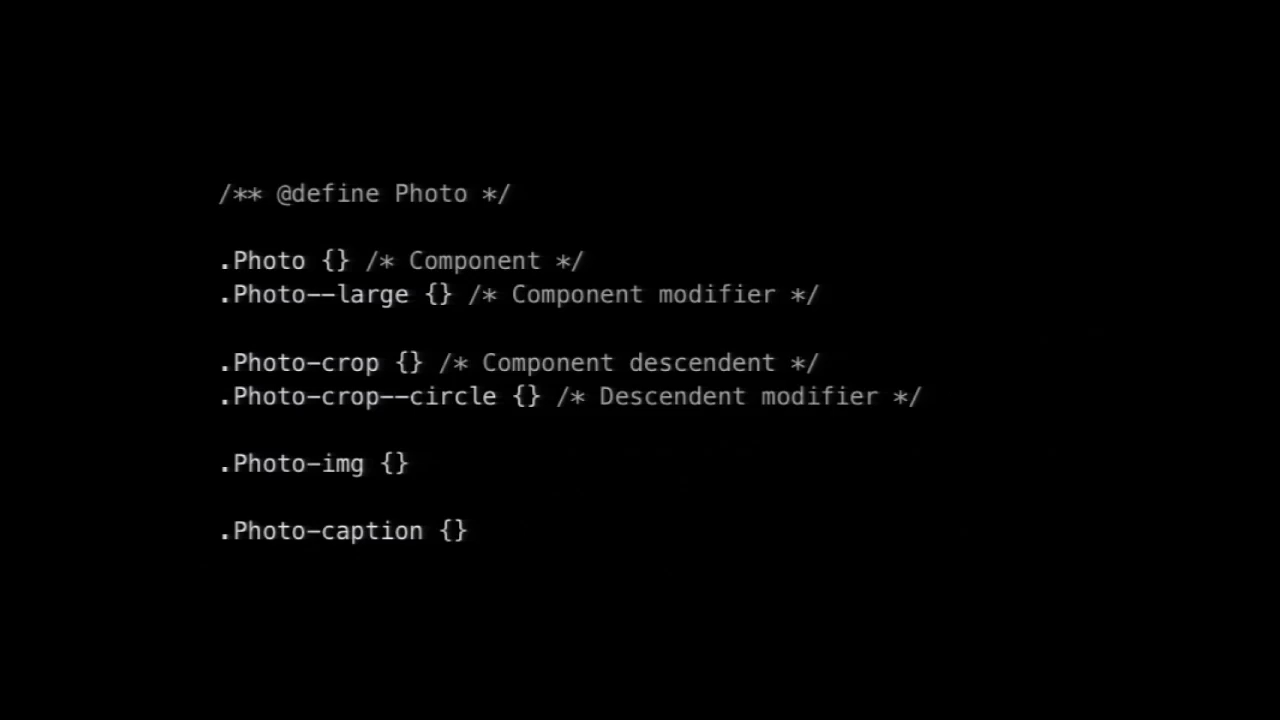 /** @define Photo */
.Photo {} /* Component */
.Photo--large {} /* Component modifier */
.Photo-crop {} /* Component descendent */
.Photo-crop--circle {} /* Descendent modifier */
.Photo-img {}
.Photo-caption {}